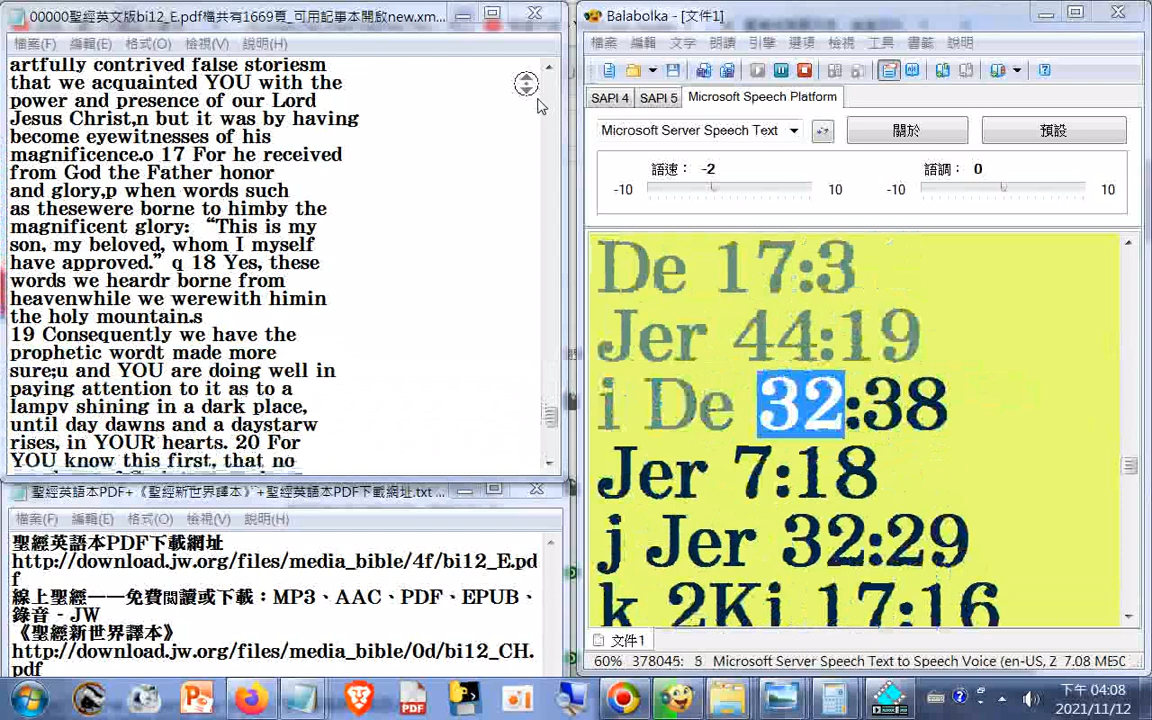 00000聖經英文版bi12_E.pdf檔共有1669頁_可用記事本開啟new.xm...
檔案(F) 編輯(E) 格式(O) 檢視(V) 說明(H)
artfully contrived false storiesm
that we acquainted YOU with the
power and presence of our Lord
Jesus Christ,n but it was by having
become eyewitnesses of his
magnificence.o 17 For he received
from God the Father honor
and glory,p when words such
as thesewere borne to himby the
magnificent glory: “This is my
son, my beloved, whom I myself
have approved.” q 18 Yes, these
words we heardr borne from
heavenwhile we werewith himin
the holy mountain.s
19 Consequently we have the
prophetic wordt made more
sure;u and YOU are doing well in
paying attention to it as to a
lampv shining in a dark place,
until day dawns and a daystarw
rises, in YOUR hearts. 20 For
YOU know this first, that no
聖經英語本PDF+《聖經新世界譯本》+聖經英語本PDF下載網址.txt ...
檔案(F) 編輯(E) 格式(O) 檢視(V) 說明(H)
聖經英語本PDF下載網址
http://download.jw.org/files/media_bible/4f/bi12_E.pd
f
線上聖經——免費閱讀或下載：MP3、AAC、PDF、EPUB、
錄音 - JW
《聖經新世界譯本》
http://download.jw.org/files/media_bible/0d/bi12_CH.
pdf
Balabolka - [文件1]
檔案 編輯 文字 朗讀 引擎 選項 檢視 工具 書籤 說明
SAPI 4 SAPI 5 Microsoft Speech Platform
Microsoft Server Speech Text 關於 預設
語速： -2 語調： 0
-10 10 -10 10
De 17:3
Jer 44:19
i De 32:38
Jer 7:18
j Jer 32:29
k 2Ki 17:16
文件1
60% 378045: 5 Microsoft Server Speech Text to Speech Voice (en-US, Z 7.08 ME50
下午 04:08
2021/11/12